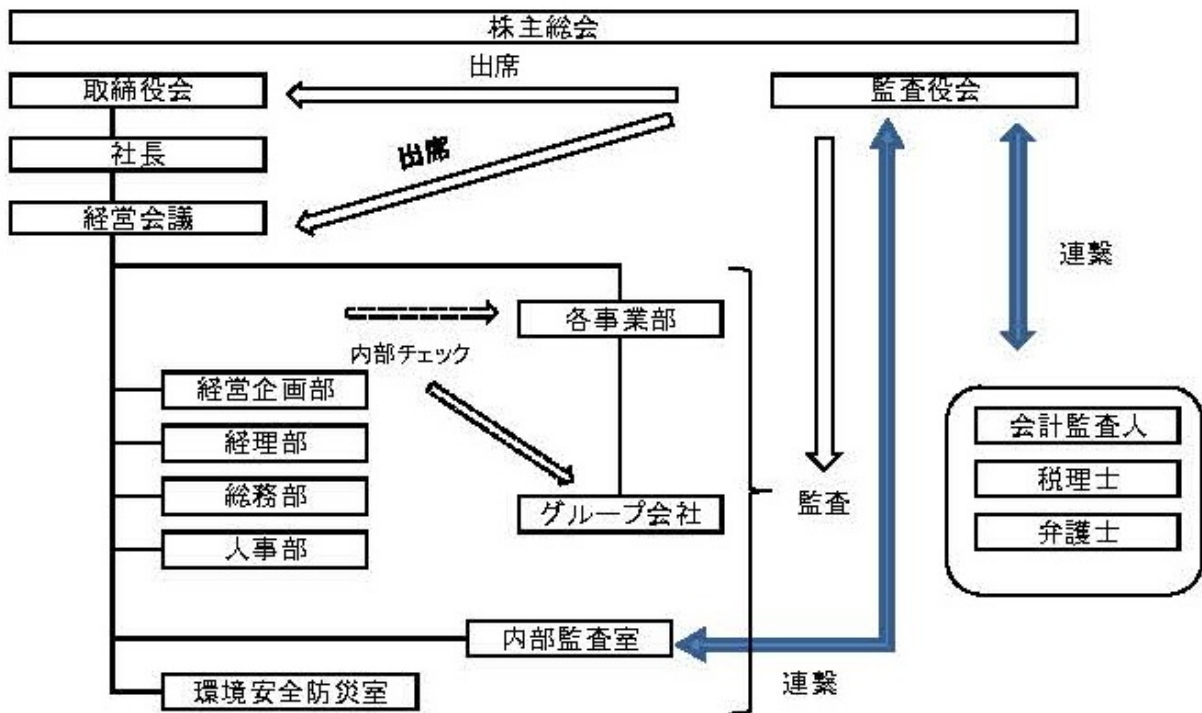 株主総会
出席
取締役会
監査役会
社長
出席
経営会議
連繫
各事業部
内部チェック
経営企画部
会計監査人
経理部
税理士
総務部
グループ会社
監査
弁護士
人事部
内部監査室
環境安全防災室
連繫